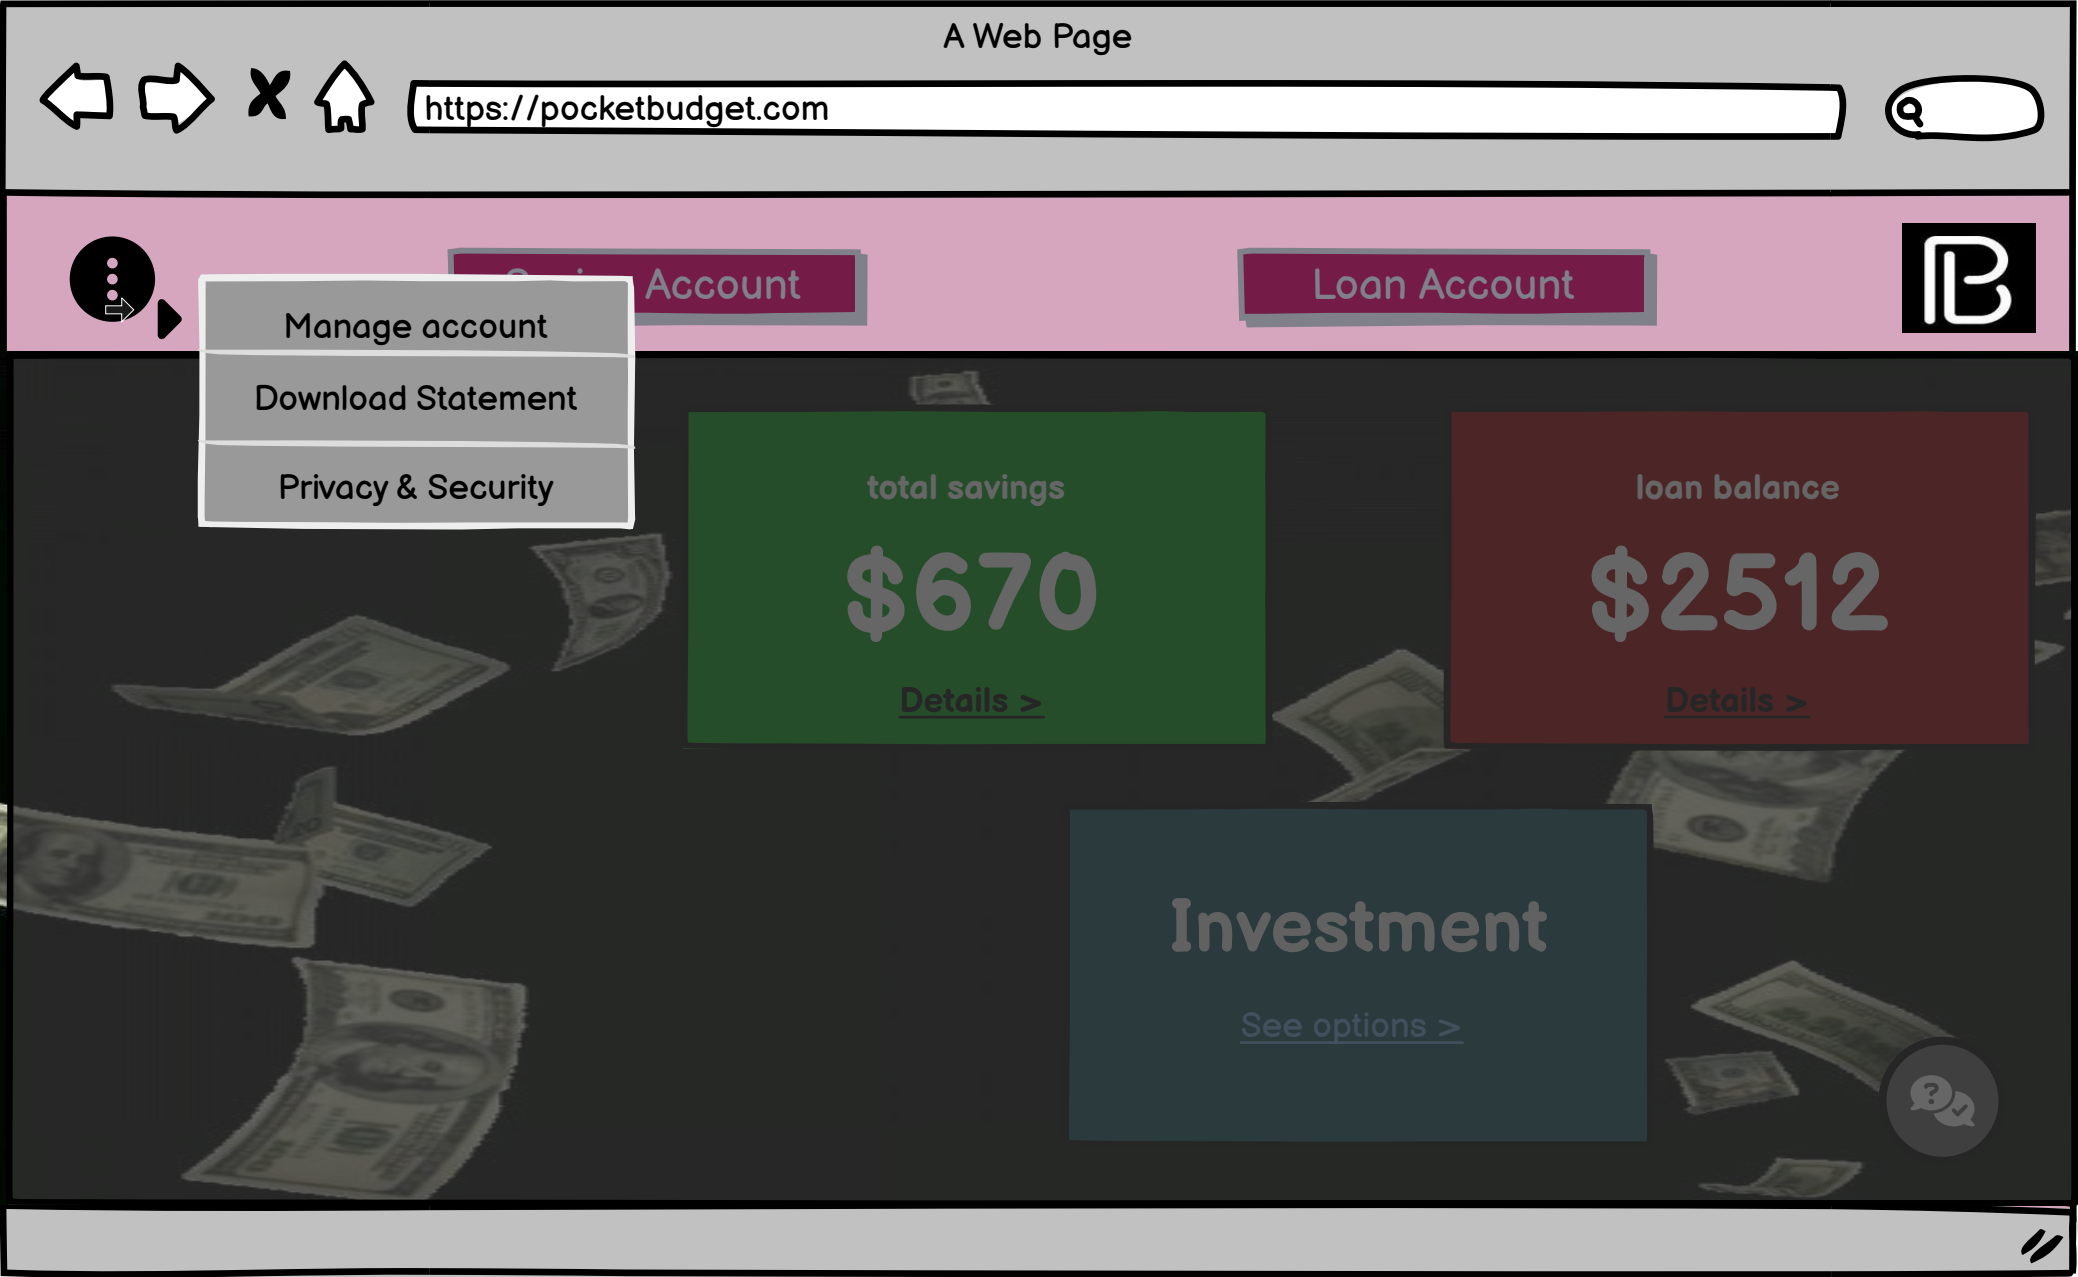 A Web Page
https://pocketbudget.com
Account
Loan Account
Manage account
Download Statement
Privacy & Security
total savings
$670
Details >
loan balance
$2512
Details >
Investment
See options >